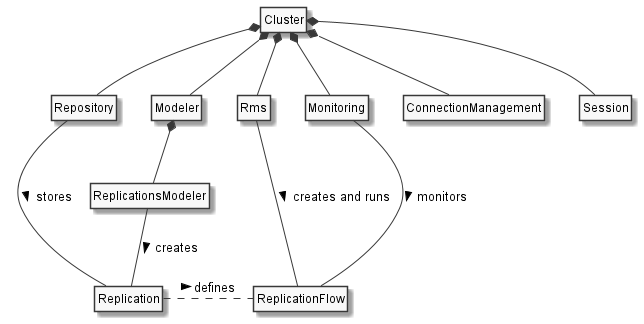 Cluster
Repository
Modeler
Rms
Monitoring
ConnectionManagement
Session
stores
ReplicationsModeler
creates and runs
monitors
creates
Replication
defines
ReplicationFlow